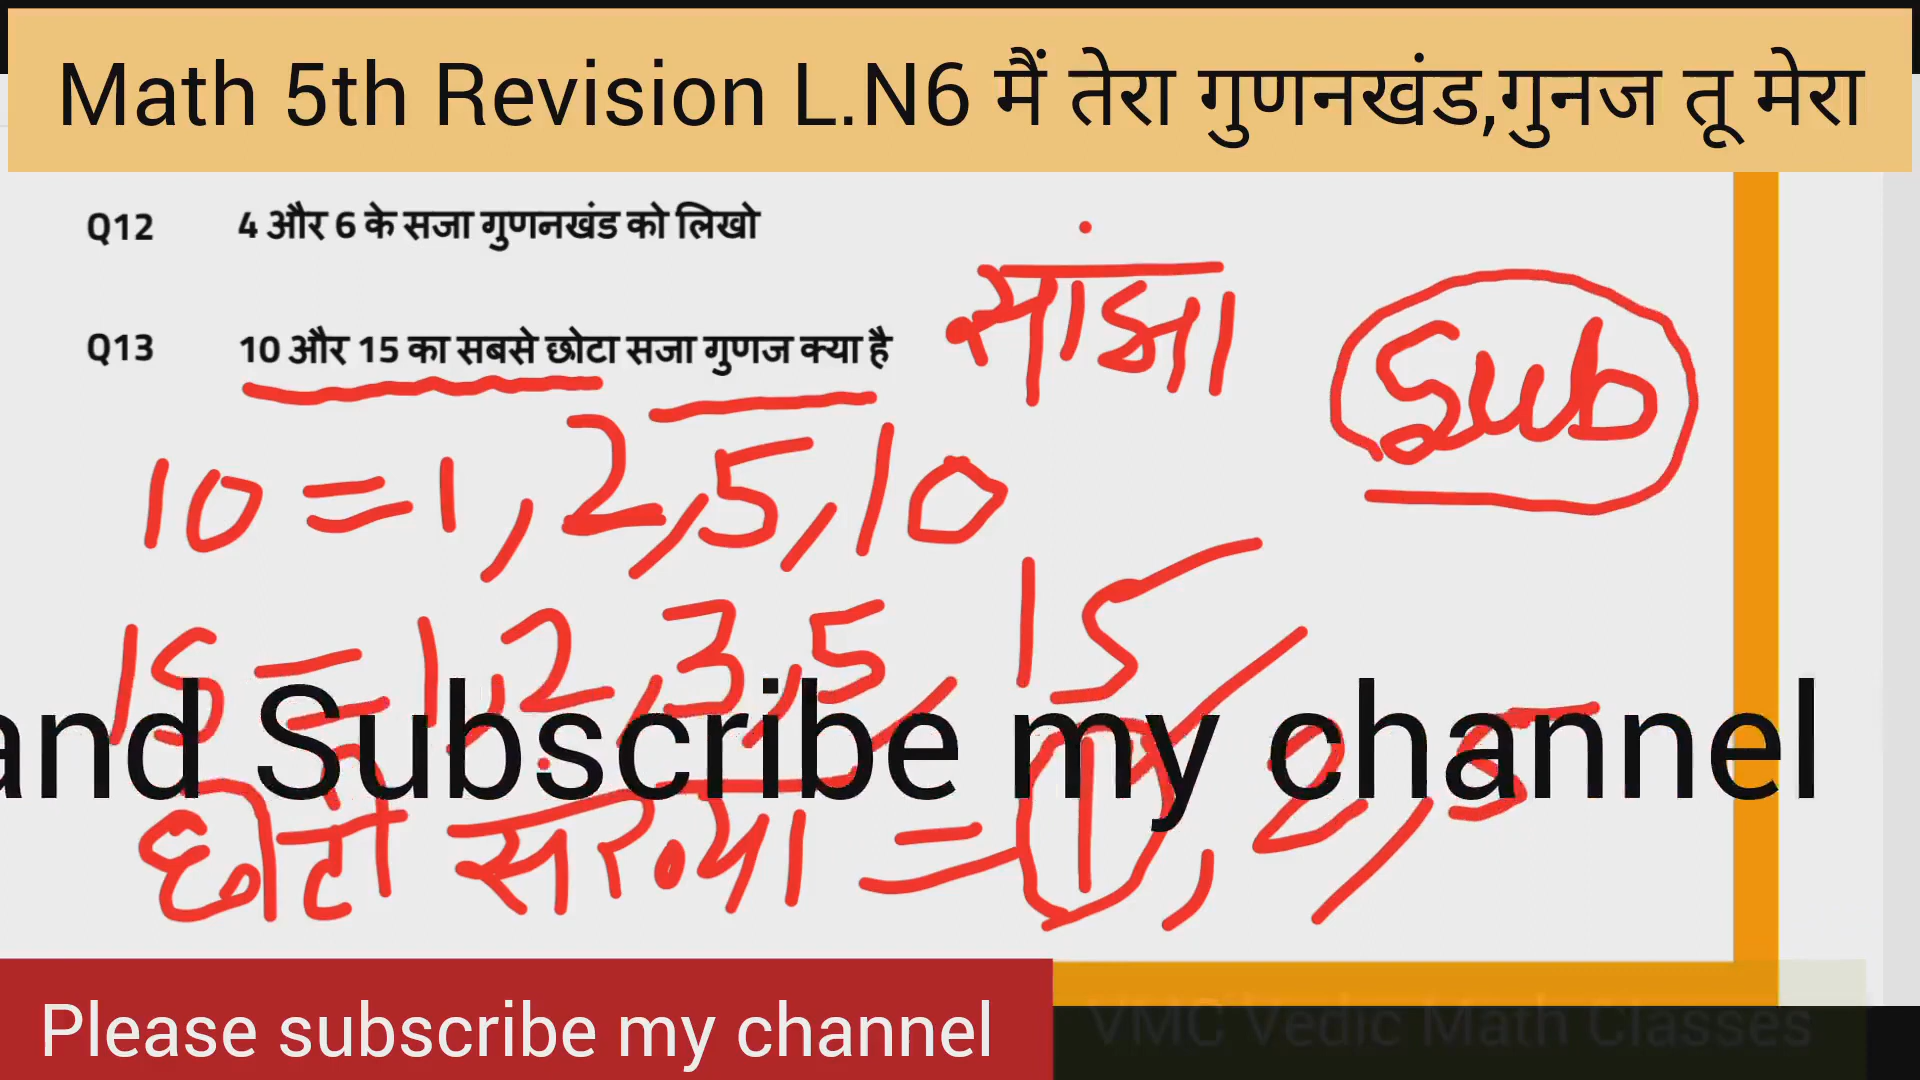 Math 5th Revision L.N6 मैं तेरा गुणनखंड,गुनज तू मेरा
Q12 4 और 6 के सजा गुणनखंड को लिखो
Q13 10 और 15 का सबसे छोटा सजा गुणज क्या है
साझा
Sub
10 = 1, 2, 5, 10
15 = 1, 2, 3, 5, 15
and Subscribe my channel
छोटी संख्या = 1, 2, 5
Please subscribe my channel
VMC Vedic Math Classes